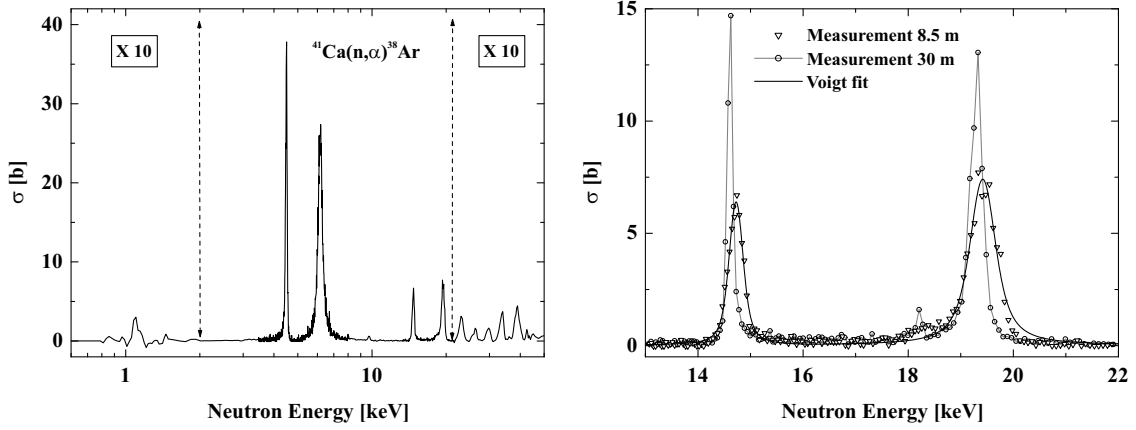 40
30
20
10
0
σ [b]
X 10
⁴¹Ca(n,α)³⁸Ar
X 10
1
10
Neutron Energy [keV]
15
10
5
0
σ [b]
Measurement 8.5 m
Measurement 30 m
Voigt fit
14
16
18
20
22
Neutron Energy [keV]